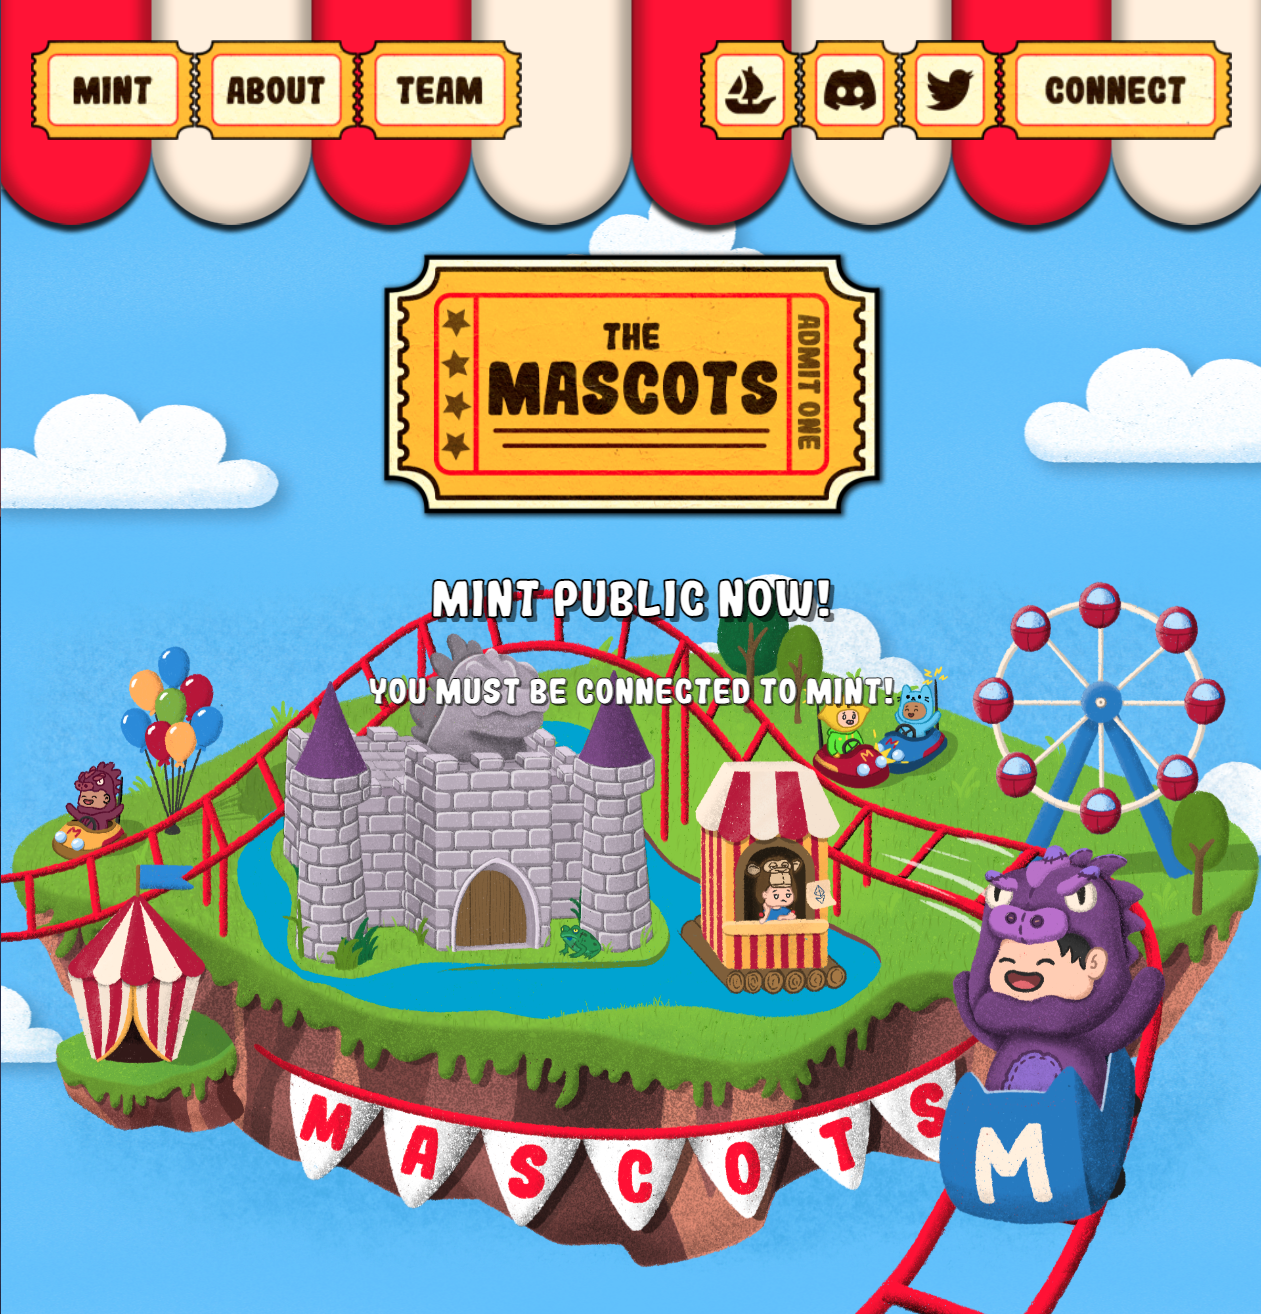 MINT
ABOUT
TEAM
CONNECT
THE
MASCOTS
ADMIT ONE
MINT PUBLIC NOW!
YOU MUST BE CONNECTED TO MINT!
M
M
MASCOTS
M